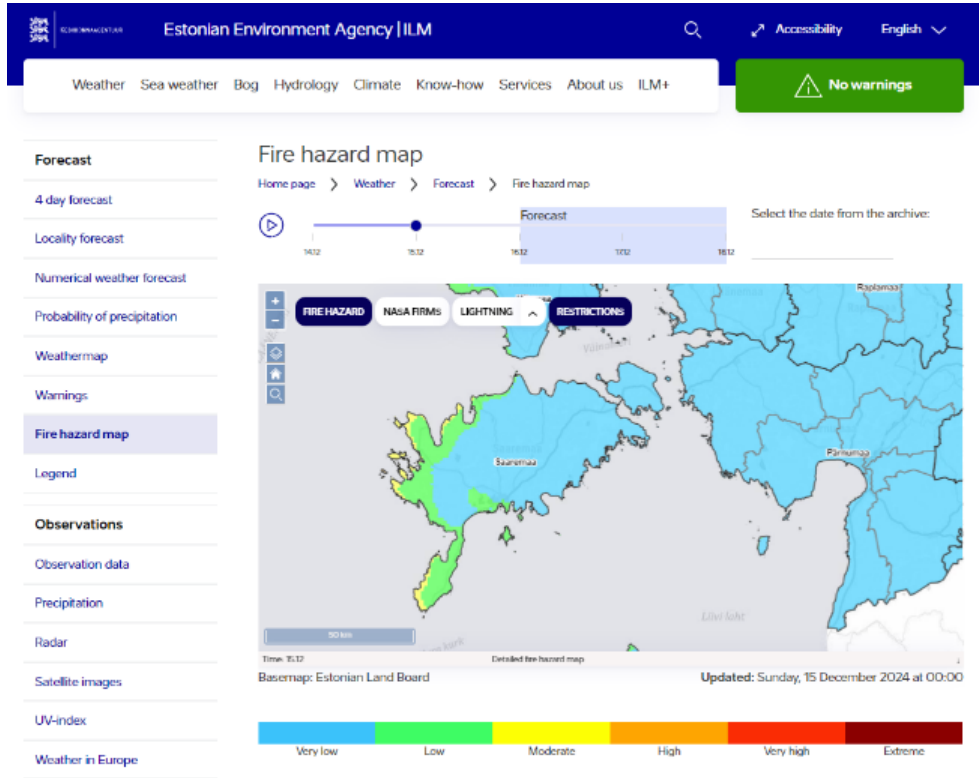 KESKKONNAAGENTUUR
Estonian Environment Agency | ILM
Accessibility
English
Weather Sea weather Bog Hydrology Climate Know-how Services About us ILM+
No warnings
Forecast
4 day forecast
Locality forecast
Numerical weather forecast
Probability of precipitation
Weathermap
Warnings
Fire hazard map
Legend
Observations
Observation data
Precipitation
Radar
Satellite images
UV-index
Weather in Europe
Fire hazard map
Home page > Weather > Forecast > Fire hazard map
Forecast
14.12 15.12 16.12 17.12 18.12
Select the date from the archive:
+
−
FIRE HAZARD NASA FIRMS LIGHTNING RESTRICTIONS
Raplamaa
Saaremaa
Pärnumaa
Liivi laht
50 km
Time: 15.12 Detailed fire hazard map
Basemap: Estonian Land Board
Updated: Sunday, 15 December 2024 at 00:00
Very low Low Moderate High Very high Extreme